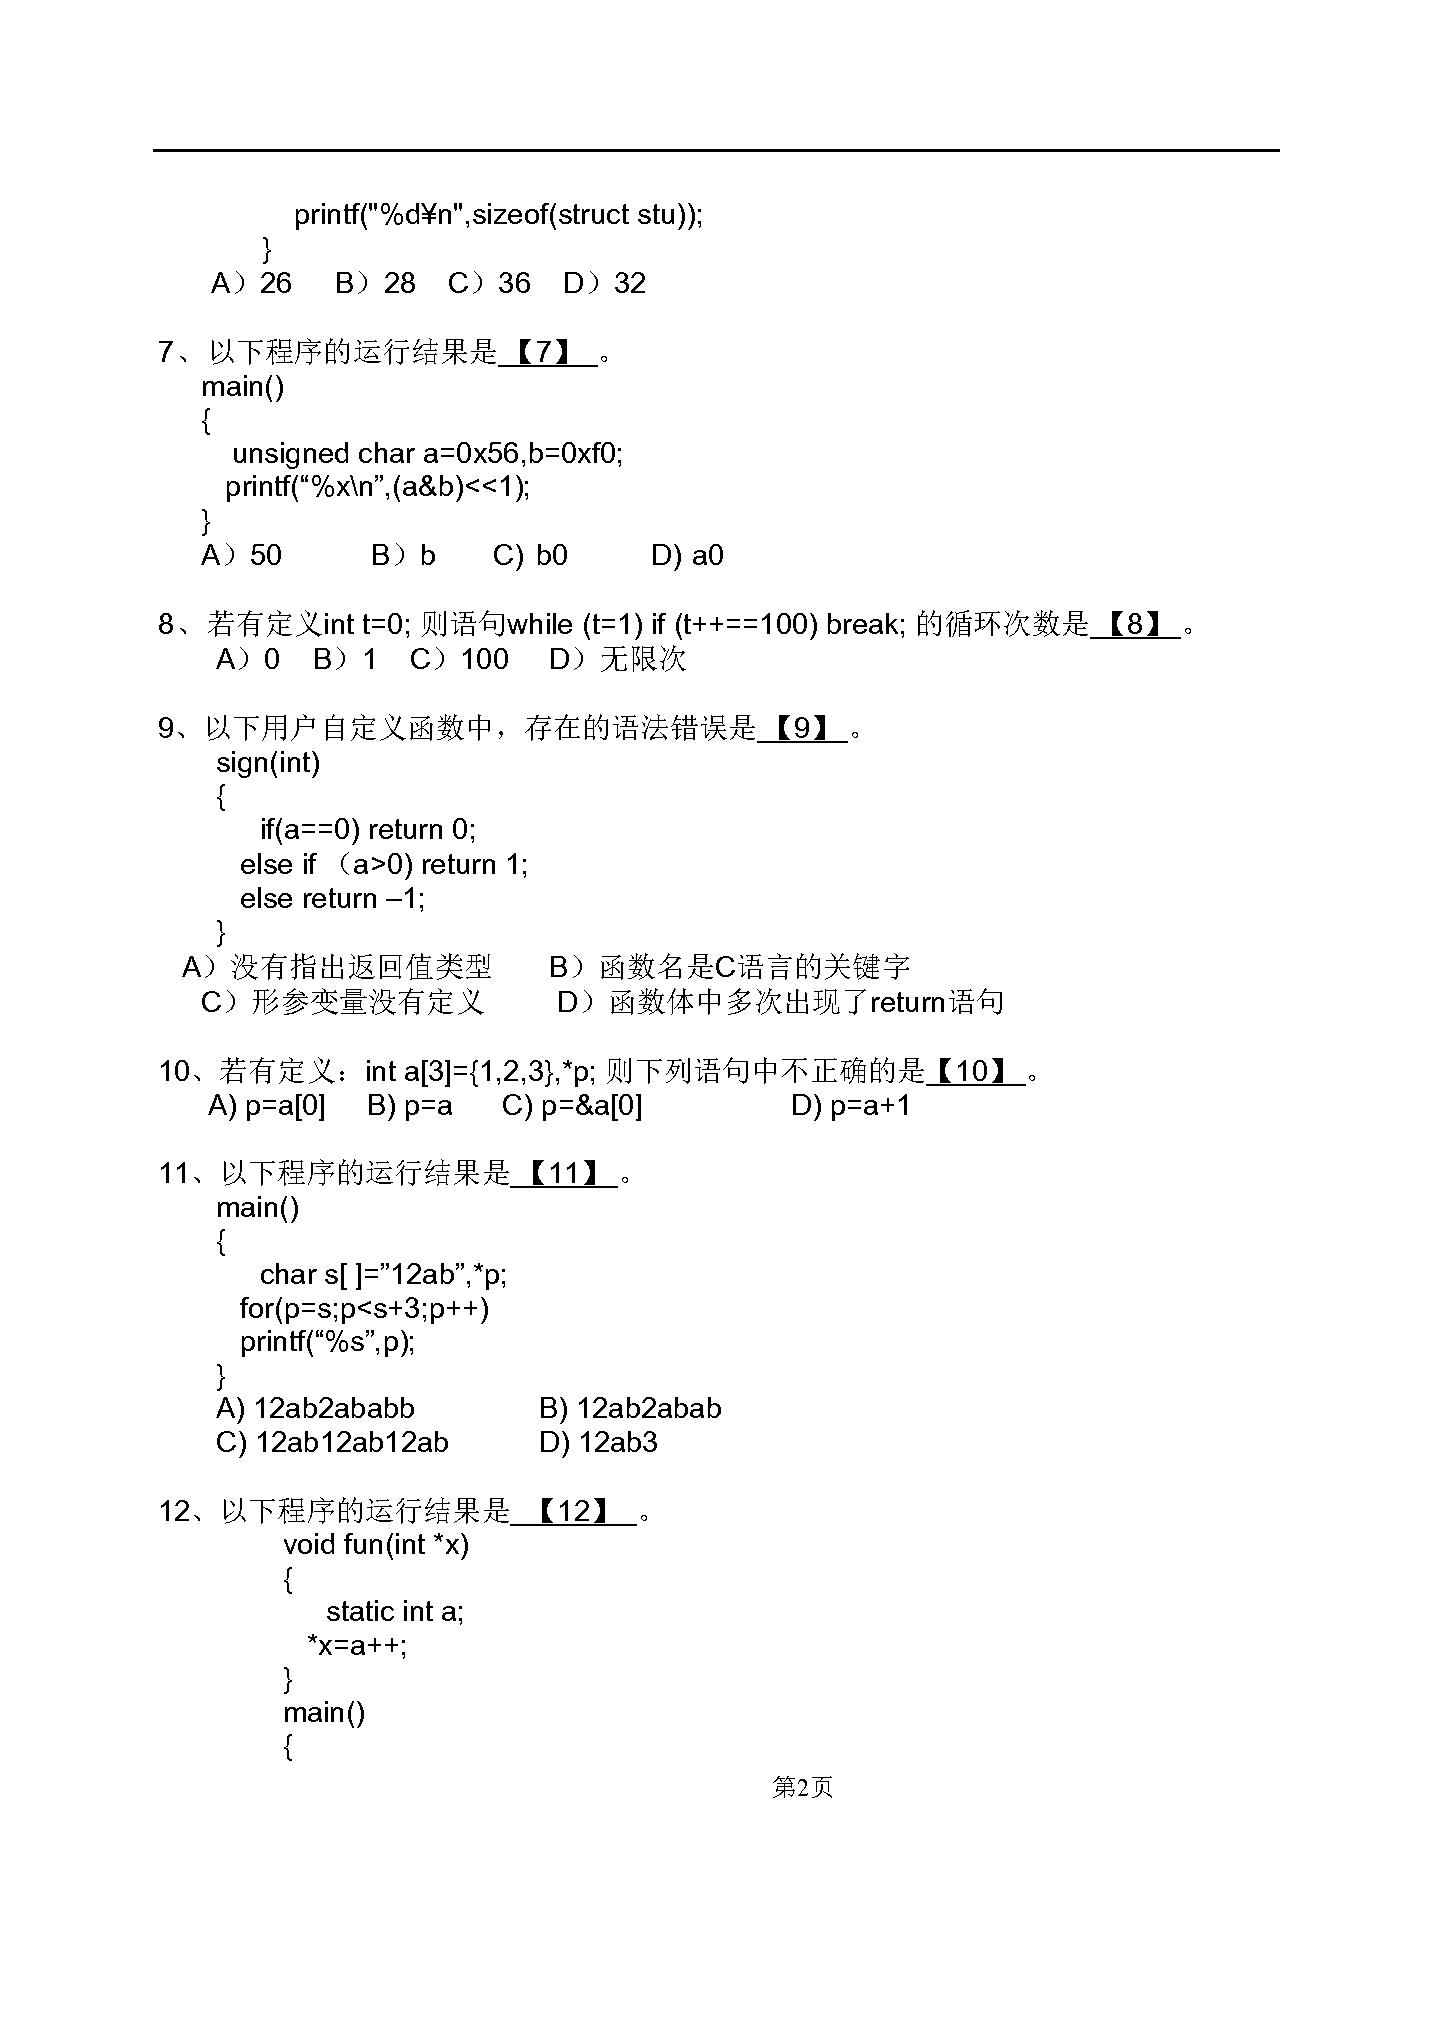 printf("%d¥n",sizeof(struct stu));
}
A）26 B）28 C）36 D）32
7、以下程序的运行结果是 【7】 。
main()
{
unsigned char a=0x56,b=0xf0;
printf(“%x\n”,(a&b)<<1);
}
A）50 B）b C) b0 D) a0
8、若有定义int t=0; 则语句while (t=1) if (t++==100) break; 的循环次数是 【8】 。
A）0 B）1 C）100 D）无限次
9、以下用户自定义函数中，存在的语法错误是 【9】 。
sign(int)
{
if(a==0) return 0;
else if （a>0) return 1;
else return –1;
}
A）没有指出返回值类型 B）函数名是C语言的关键字
C）形参变量没有定义 D）函数体中多次出现了return语句
10、若有定义：int a[3]={1,2,3},*p; 则下列语句中不正确的是【10】 。
A) p=a[0] B) p=a C) p=&a[0] D) p=a+1
11、以下程序的运行结果是 【11】 。
main()
{
char s[ ]=”12ab”,*p;
for(p=s;p<s+3;p++)
printf(“%s”,p);
}
A) 12ab2ababb B) 12ab2abab
C) 12ab12ab12ab D) 12ab3
12、以下程序的运行结果是 【12】 。
void fun(int *x)
{
static int a;
*x=a++;
}
main()
{
第2页